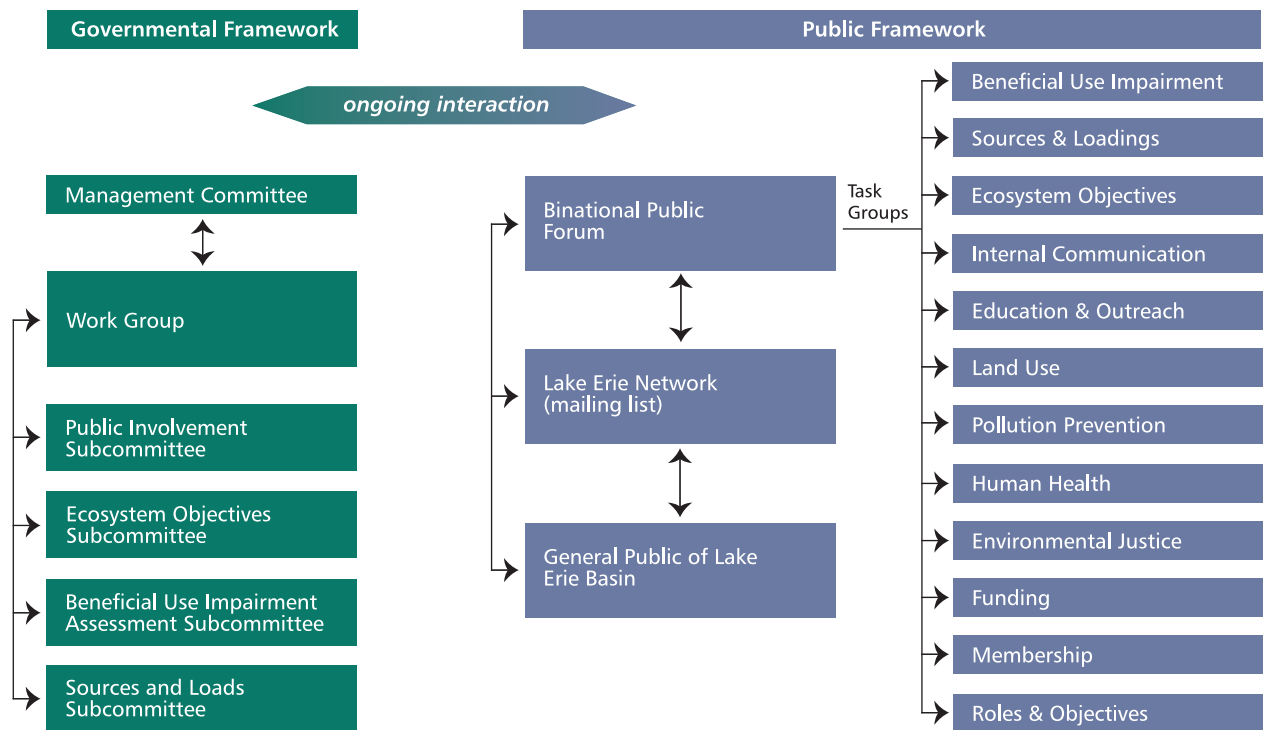 Governmental Framework
Public Framework
ongoing interaction
Management Committee
Work Group
Public Involvement
Subcommittee
Ecosystem Objectives
Subcommittee
Beneficial Use Impairment
Assessment Subcommittee
Sources and Loads
Subcommittee
Binational Public
Forum
Lake Erie Network
(mailing list)
General Public of Lake
Erie Basin
Task
Groups
Beneficial Use Impairment
Sources & Loadings
Ecosystem Objectives
Internal Communication
Education & Outreach
Land Use
Pollution Prevention
Human Health
Environmental Justice
Funding
Membership
Roles & Objectives